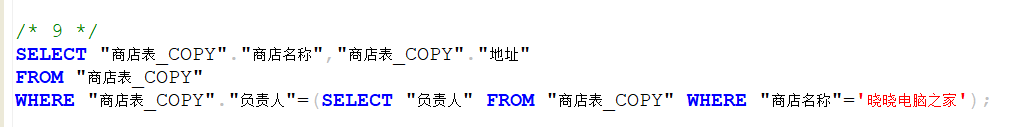 /* 9 */
SELECT "商店表_COPY"."商店名称","商店表_COPY"."地址"
FROM "商店表_COPY"
WHERE "商店表_COPY"."负责人"=(SELECT "负责人" FROM "商店表_COPY" WHERE "商店名称"='晓晓电脑之家');